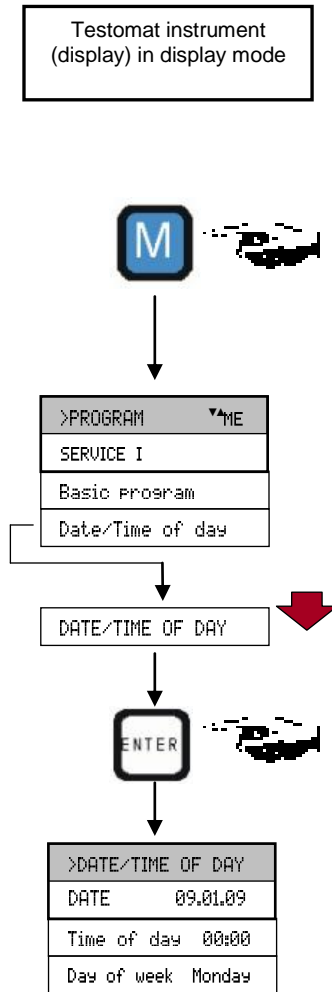 Testomat instrument
(display) in display mode
M
>PROGRAM ▼▲ME
SERVICE I
Basic program
Date/Time of day
DATE/TIME OF DAY
ENTER
>DATE/TIME OF DAY
DATE 09.01.09
Time of day 00:00
Day of week Monday